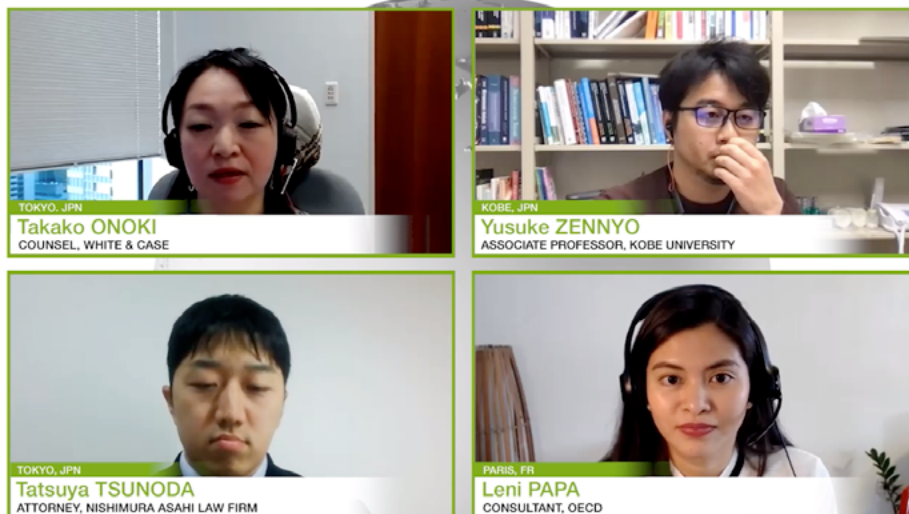 TOKYO. JPN
Takako ONOKI
COUNSEL, WHITE & CASE
KOBE, JPN
Yusuke ZENNYO
ASSOCIATE PROFESSOR, KOBE UNIVERSITY
TOKYO, JPN
Tatsuya TSUNODA
ATTORNEY, NISHIMURA ASAHI LAW FIRM
PARIS, FR
Leni PAPA
CONSULTANT, OECD